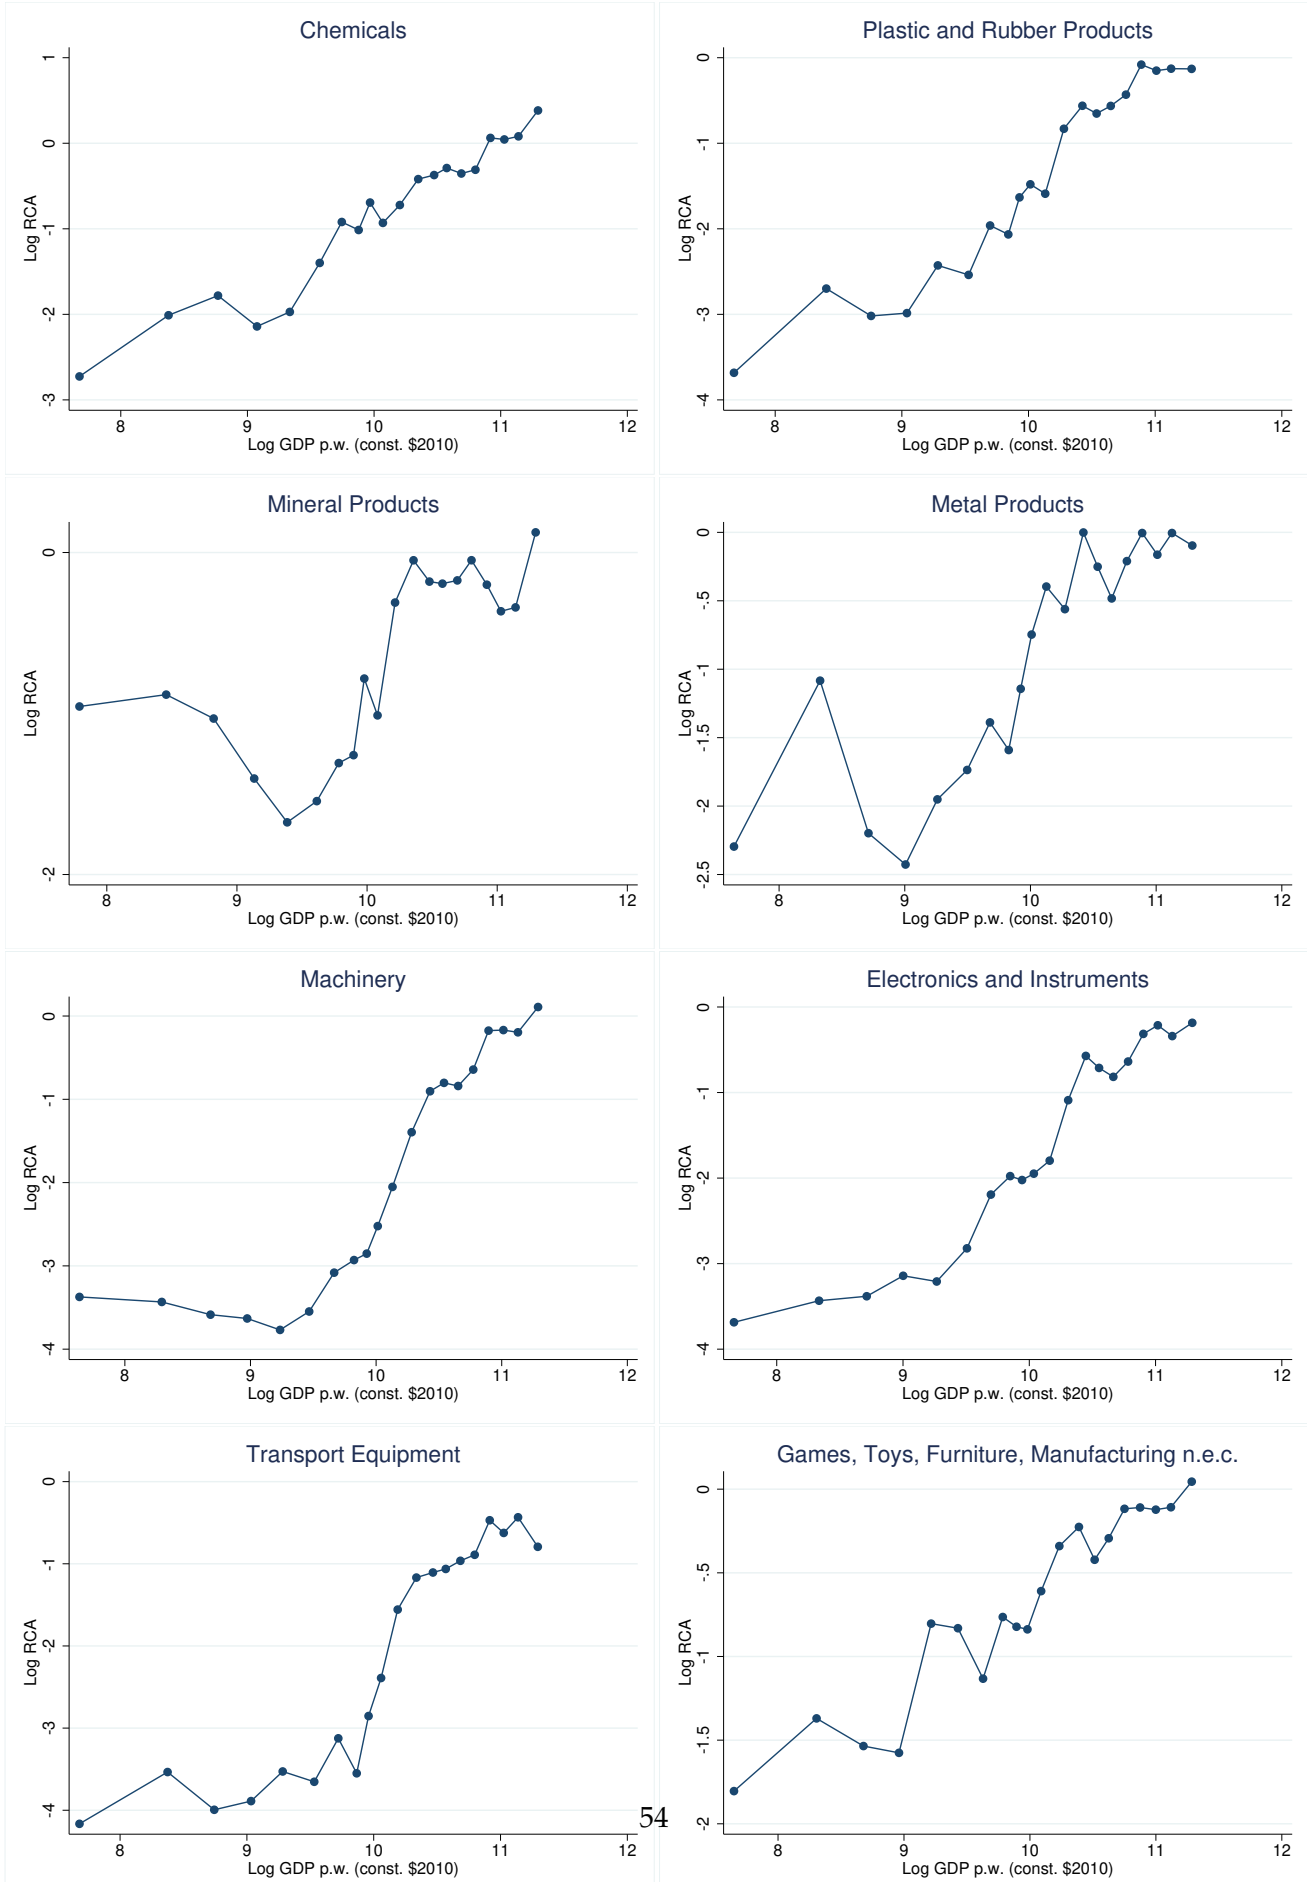 Chemicals
1
0
-1
-2
-3
Log RCA
8 9 10 11 12
Log GDP p.w. (const. $2010)
Plastic and Rubber Products
0
-1
-2
-3
-4
Log RCA
8 9 10 11 12
Log GDP p.w. (const. $2010)
Mineral Products
0
-2
Log RCA
8 9 10 11 12
Log GDP p.w. (const. $2010)
Metal Products
0
-.5
-1
-1.5
-2
-2.5
Log RCA
8 9 10 11 12
Log GDP p.w. (const. $2010)
Machinery
0
-1
-2
-3
-4
Log RCA
8 9 10 11 12
Log GDP p.w. (const. $2010)
Electronics and Instruments
0
-1
-2
-3
-4
Log RCA
8 9 10 11 12
Log GDP p.w. (const. $2010)
Transport Equipment
0
-1
-2
-3
-4
Log RCA
8 9 10 11 12
Log GDP p.w. (const. $2010)
Games, Toys, Furniture, Manufacturing n.e.c.
0
-.5
-1
-1.5
-2
Log RCA
8 9 10 11 12
Log GDP p.w. (const. $2010)
54